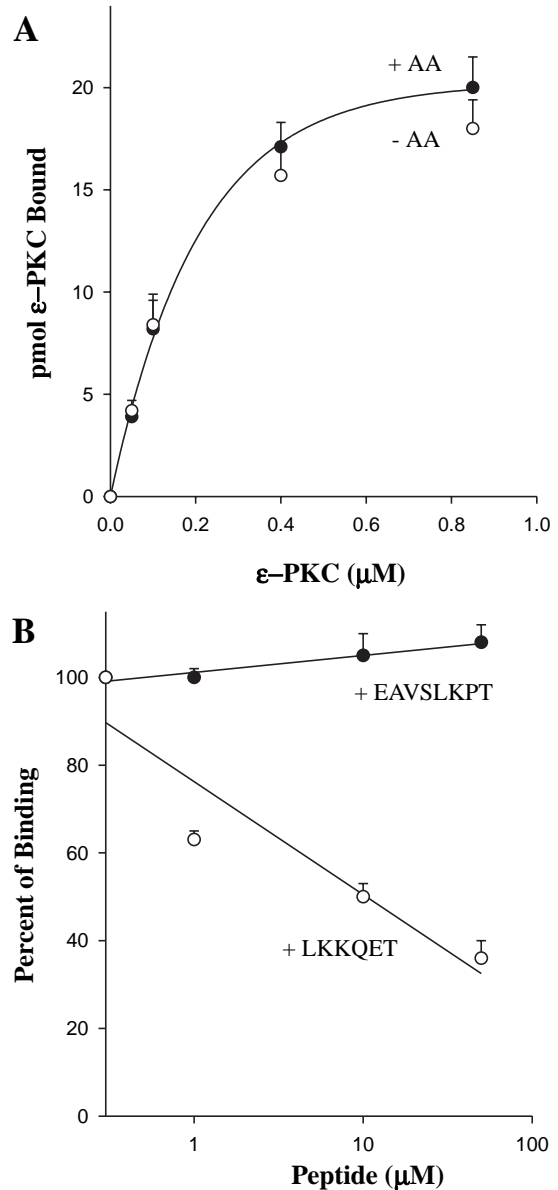 A
20
15
10
5
0
pmol ε–PKC Bound
+ AA
- AA
0.0 0.2 0.4 0.6 0.8 1.0
ε–PKC (μM)
B
100
80
60
40
20
0
Percent of Binding
+ EAVSLKPT
+ LKKQET
1 10 100
Peptide (μM)